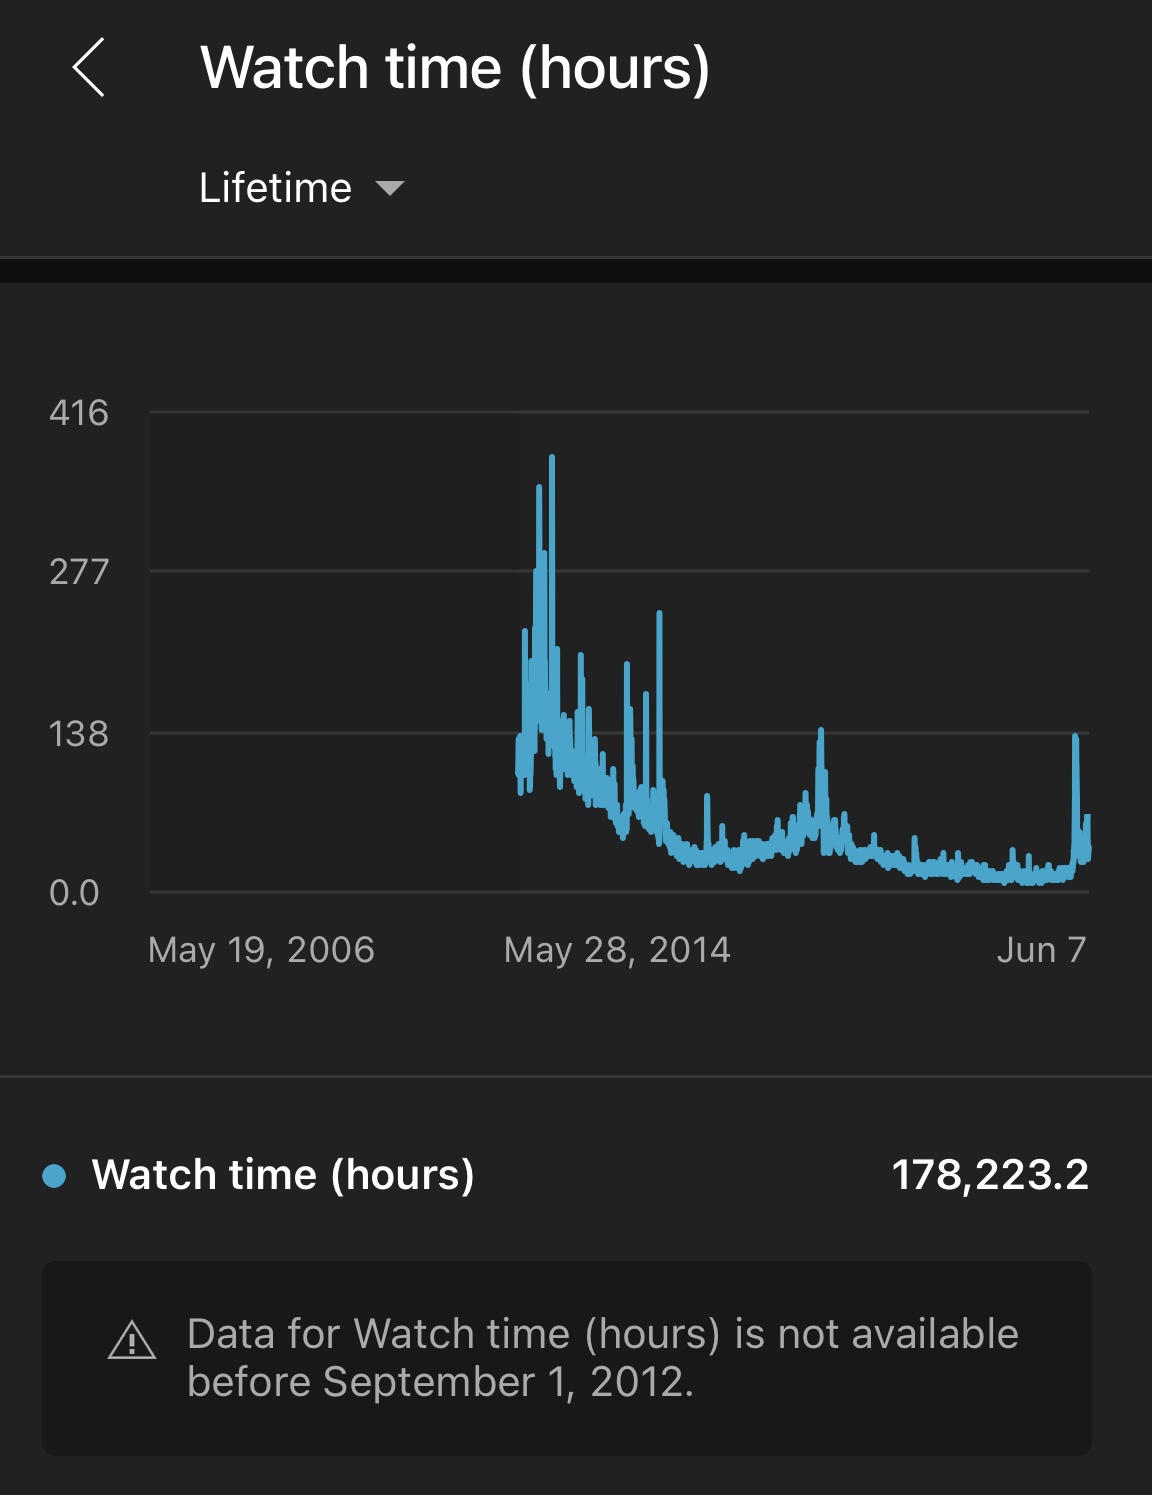 Watch time (hours)
Lifetime
416
277
138
0.0
May 19, 2006
May 28, 2014
Jun 7
Watch time (hours)
178,223.2
Data for Watch time (hours) is not available
before September 1, 2012.